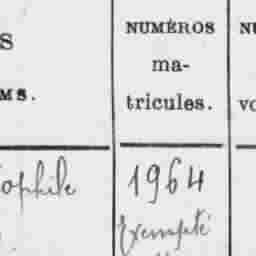 S NUMÉROS NU
ma-
MS. tricules. vo
ophile 1964
Exempté